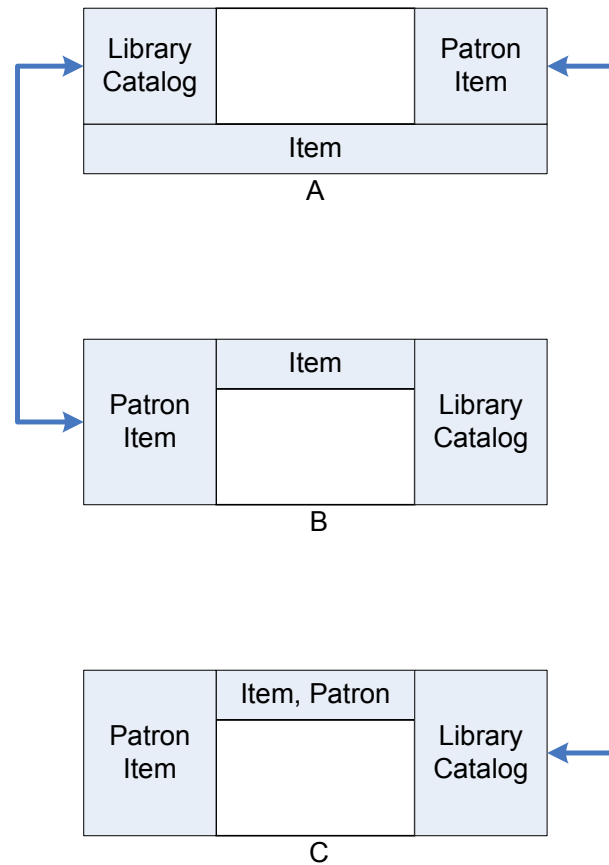 Library
Catalog
Patron
Item
Item
A
Item
Patron
Item
Library
Catalog
B
Item, Patron
Patron
Item
Library
Catalog
C